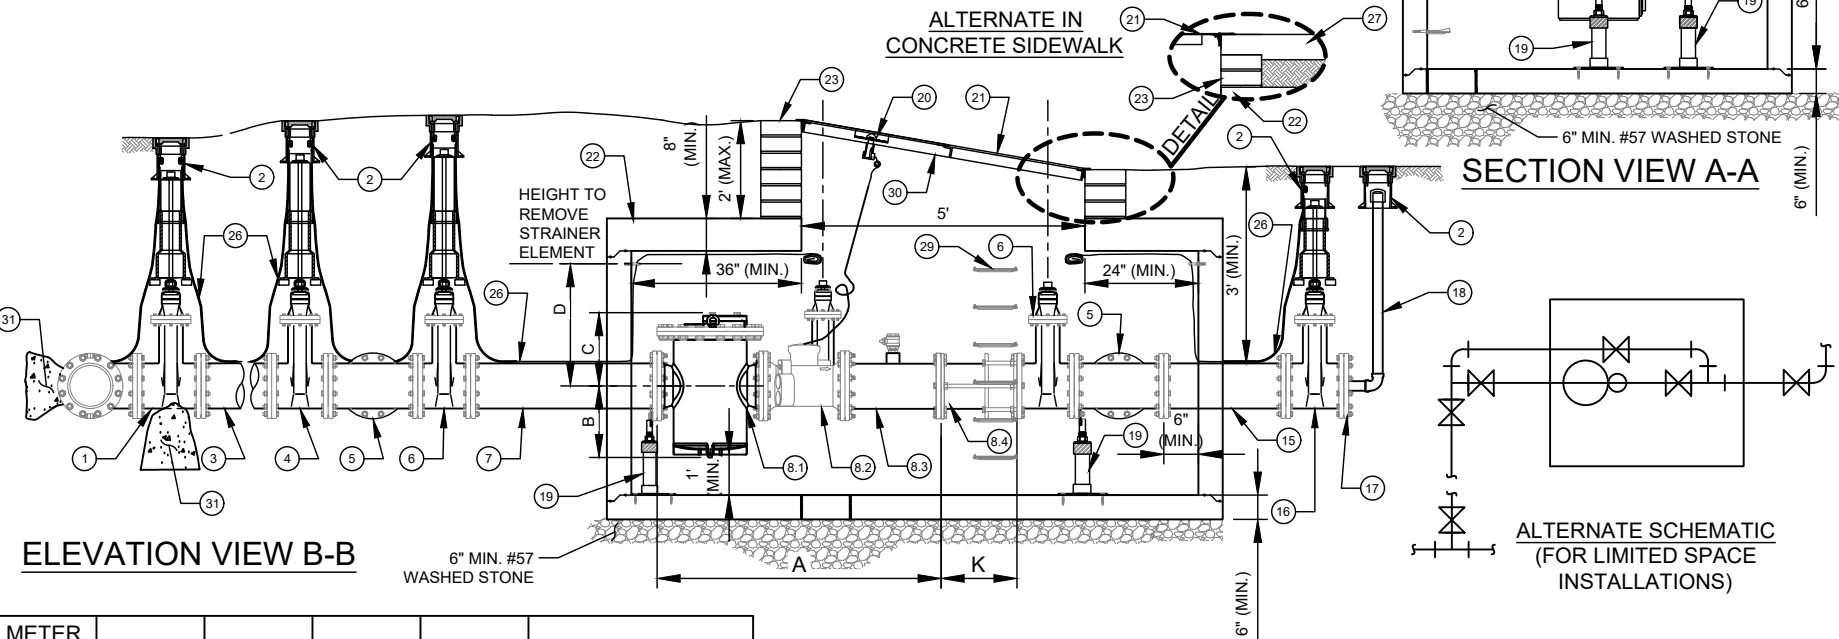 ALTERNATE IN
CONCRETE SIDEWALK
21
27
23
22
DETAIL
19
19
6" MIN. #57 WASHED STONE
SECTION VIEW A-A
6" (MIN.)
23
20
21
2
2
22
8"
(MIN.)
2' (MAX.)
30
2
2
HEIGHT TO
REMOVE
STRAINER
ELEMENT
5'
26
29
6
26
3' (MIN.)
36" (MIN.)
24" (MIN.)
26
D
C
B
5
18
31
1
31
3
4
5
6
7
19
1'
(MIN.)
8.1
8.2
8.3
8.4
19
6"
(MIN.)
15
16
17
ELEVATION VIEW B-B
6" MIN. #57
WASHED STONE
A
K
6" (MIN.)
ALTERNATE SCHEMATIC
(FOR LIMITED SPACE
INSTALLATIONS)
METER